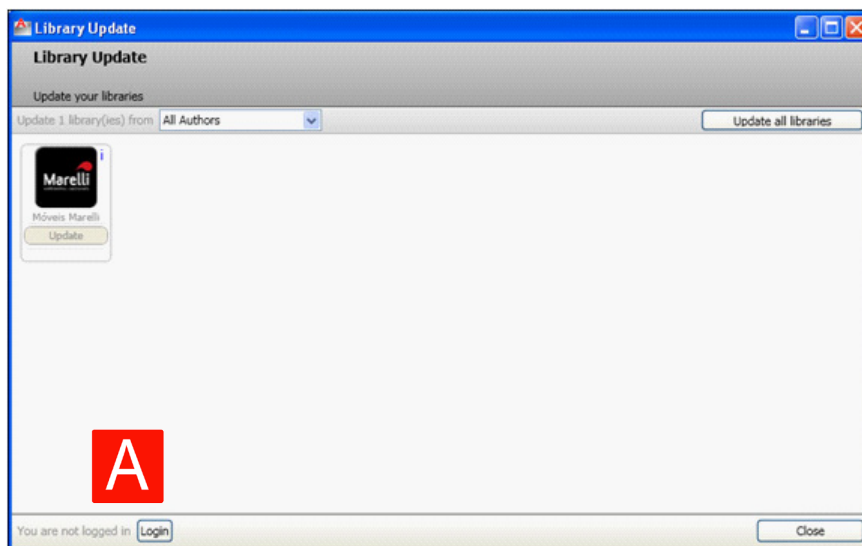 Library Update
Library Update
Update your libraries
Update 1 library(ies) from All Authors Update all libraries
i
Marelli
Móveis Marelli
Update
A
You are not logged in Login Close